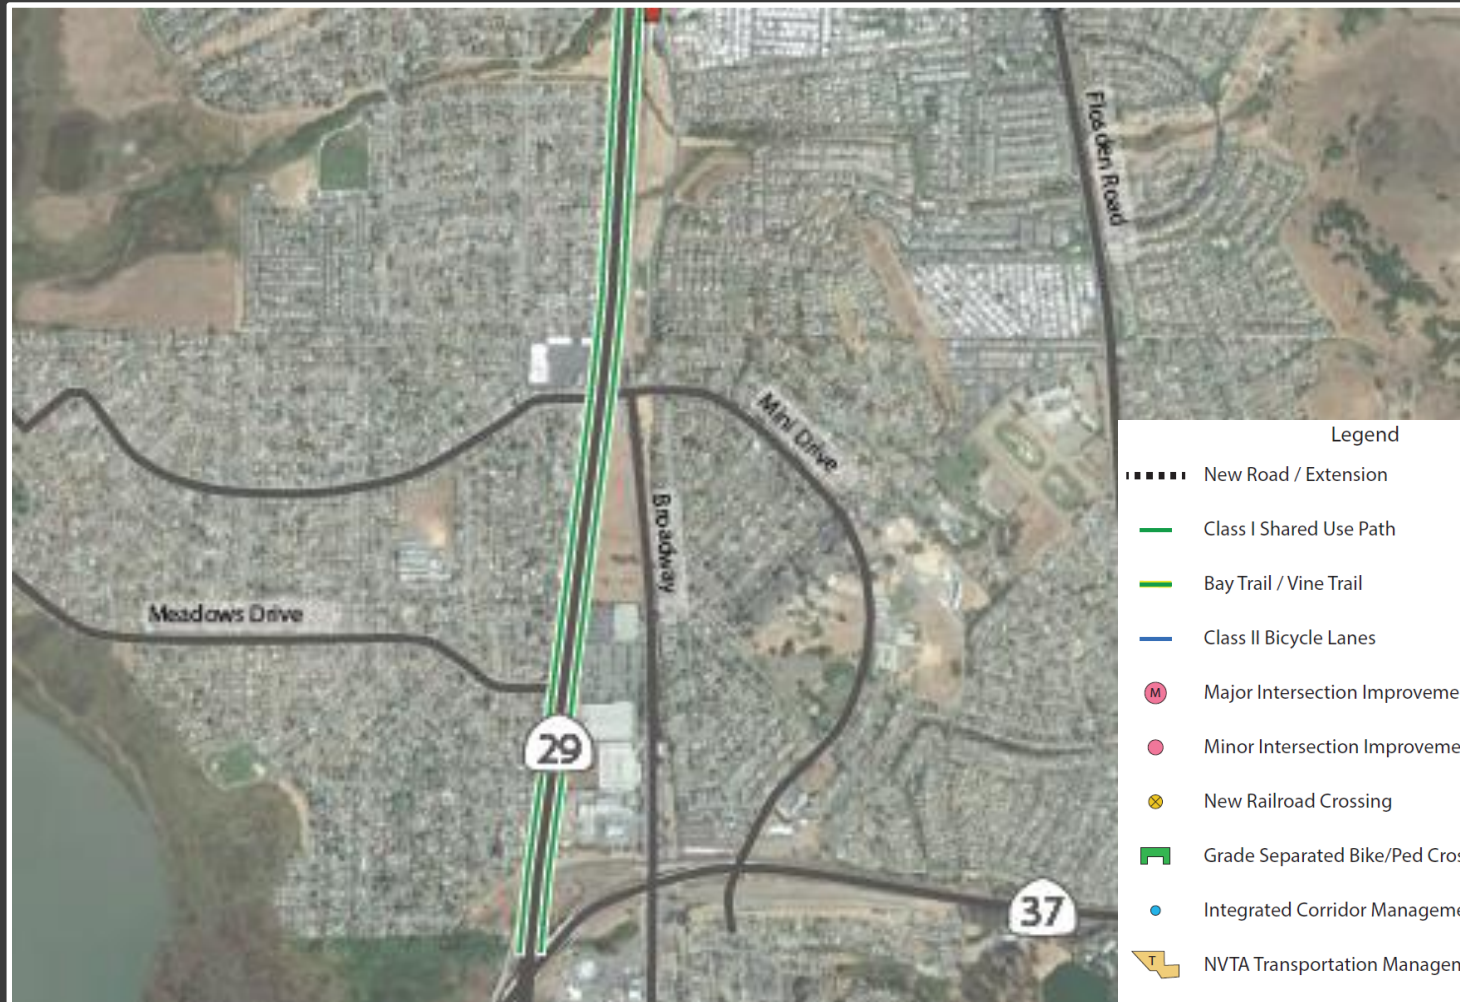 Flosden Road
Mini Drive
Broadway
Meadows Drive
29
37
Legend
New Road / Extension
Class I Shared Use Path
Bay Trail / Vine Trail
Class II Bicycle Lanes
M
Major Intersection Improveme
Minor Intersection Improveme
New Railroad Crossing
Grade Separated Bike/Ped Cros
Integrated Corridor Manageme
T
NVTA Transportation Managem